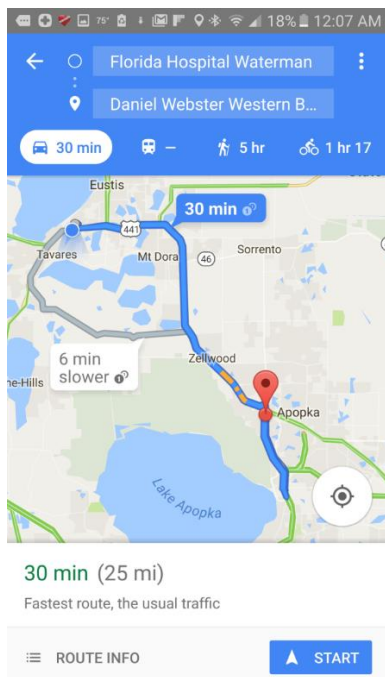 75° 18% 12:07 AM
Florida Hospital Waterman
Daniel Webster Western B...
30 min – 5 hr 1 hr 17
Eustis
30 min
441
Tavares
Mt Dora
46
Sorrento
6 min
slower
Zellwood
ne-Hills
Apopka
Lake Apopka
30 min (25 mi)
Fastest route, the usual traffic
ROUTE INFO
START